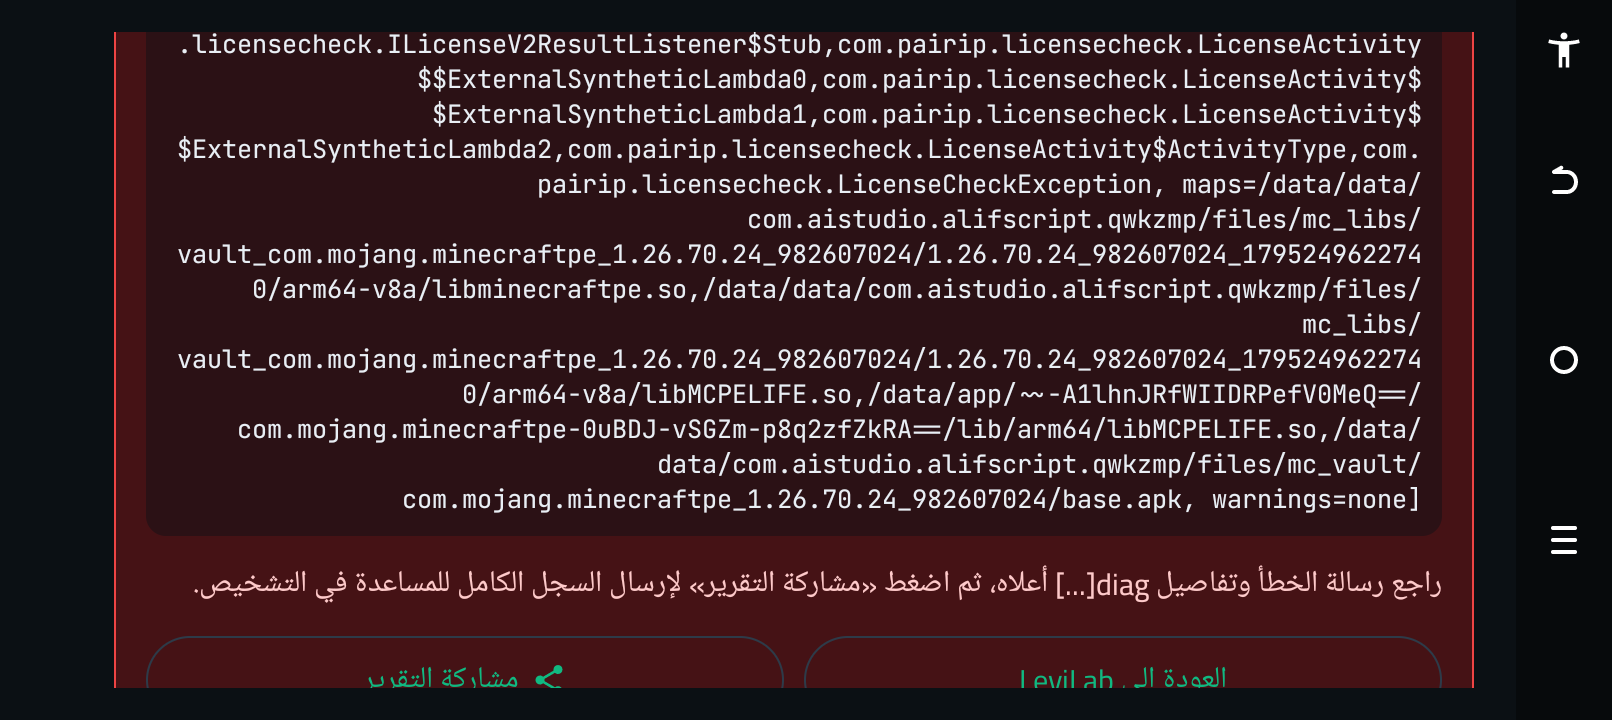 .licensecheck.ILicenseV2ResultListener$Stub,com.pairip.licensecheck.LicenseActivity
$$ExternalSyntheticLambda0,com.pairip.licensecheck.LicenseActivity$
$ExternalSyntheticLambda1,com.pairip.licensecheck.LicenseActivity$
$ExternalSyntheticLambda2,com.pairip.licensecheck.LicenseActivity$ActivityType,com.
pairip.licensecheck.LicenseCheckException, maps=/data/data/
com.aistudio.alifscript.qwkzmp/files/mc_libs/
vault_com.mojang.minecraftpe_1.26.70.24_982607024/1.26.70.24_982607024_179524962274
0/arm64-v8a/libminecraftpe.so,/data/data/com.aistudio.alifscript.qwkzmp/files/
mc_libs/
vault_com.mojang.minecraftpe_1.26.70.24_982607024/1.26.70.24_982607024_179524962274
0/arm64-v8a/libMCPELIFE.so,/data/app/~~-A1lhnJRfWIIDRPefV0MeQ==/
com.mojang.minecraftpe-0uBDJ-vSGZm-p8q2zfZkRA==/lib/arm64/libMCPELIFE.so,/data/
data/com.aistudio.alifscript.qwkzmp/files/mc_vault/
com.mojang.minecraftpe_1.26.70.24_982607024/base.apk, warnings=none]
راجع رسالة الخطأ وتفاصيل diag[...] أعلاه، ثم اضغط «مشاركة التقرير» لإرسال السجل الكامل للمساعدة في التشخيص.
العودة إلى LeviLab
مشاركة التقرير